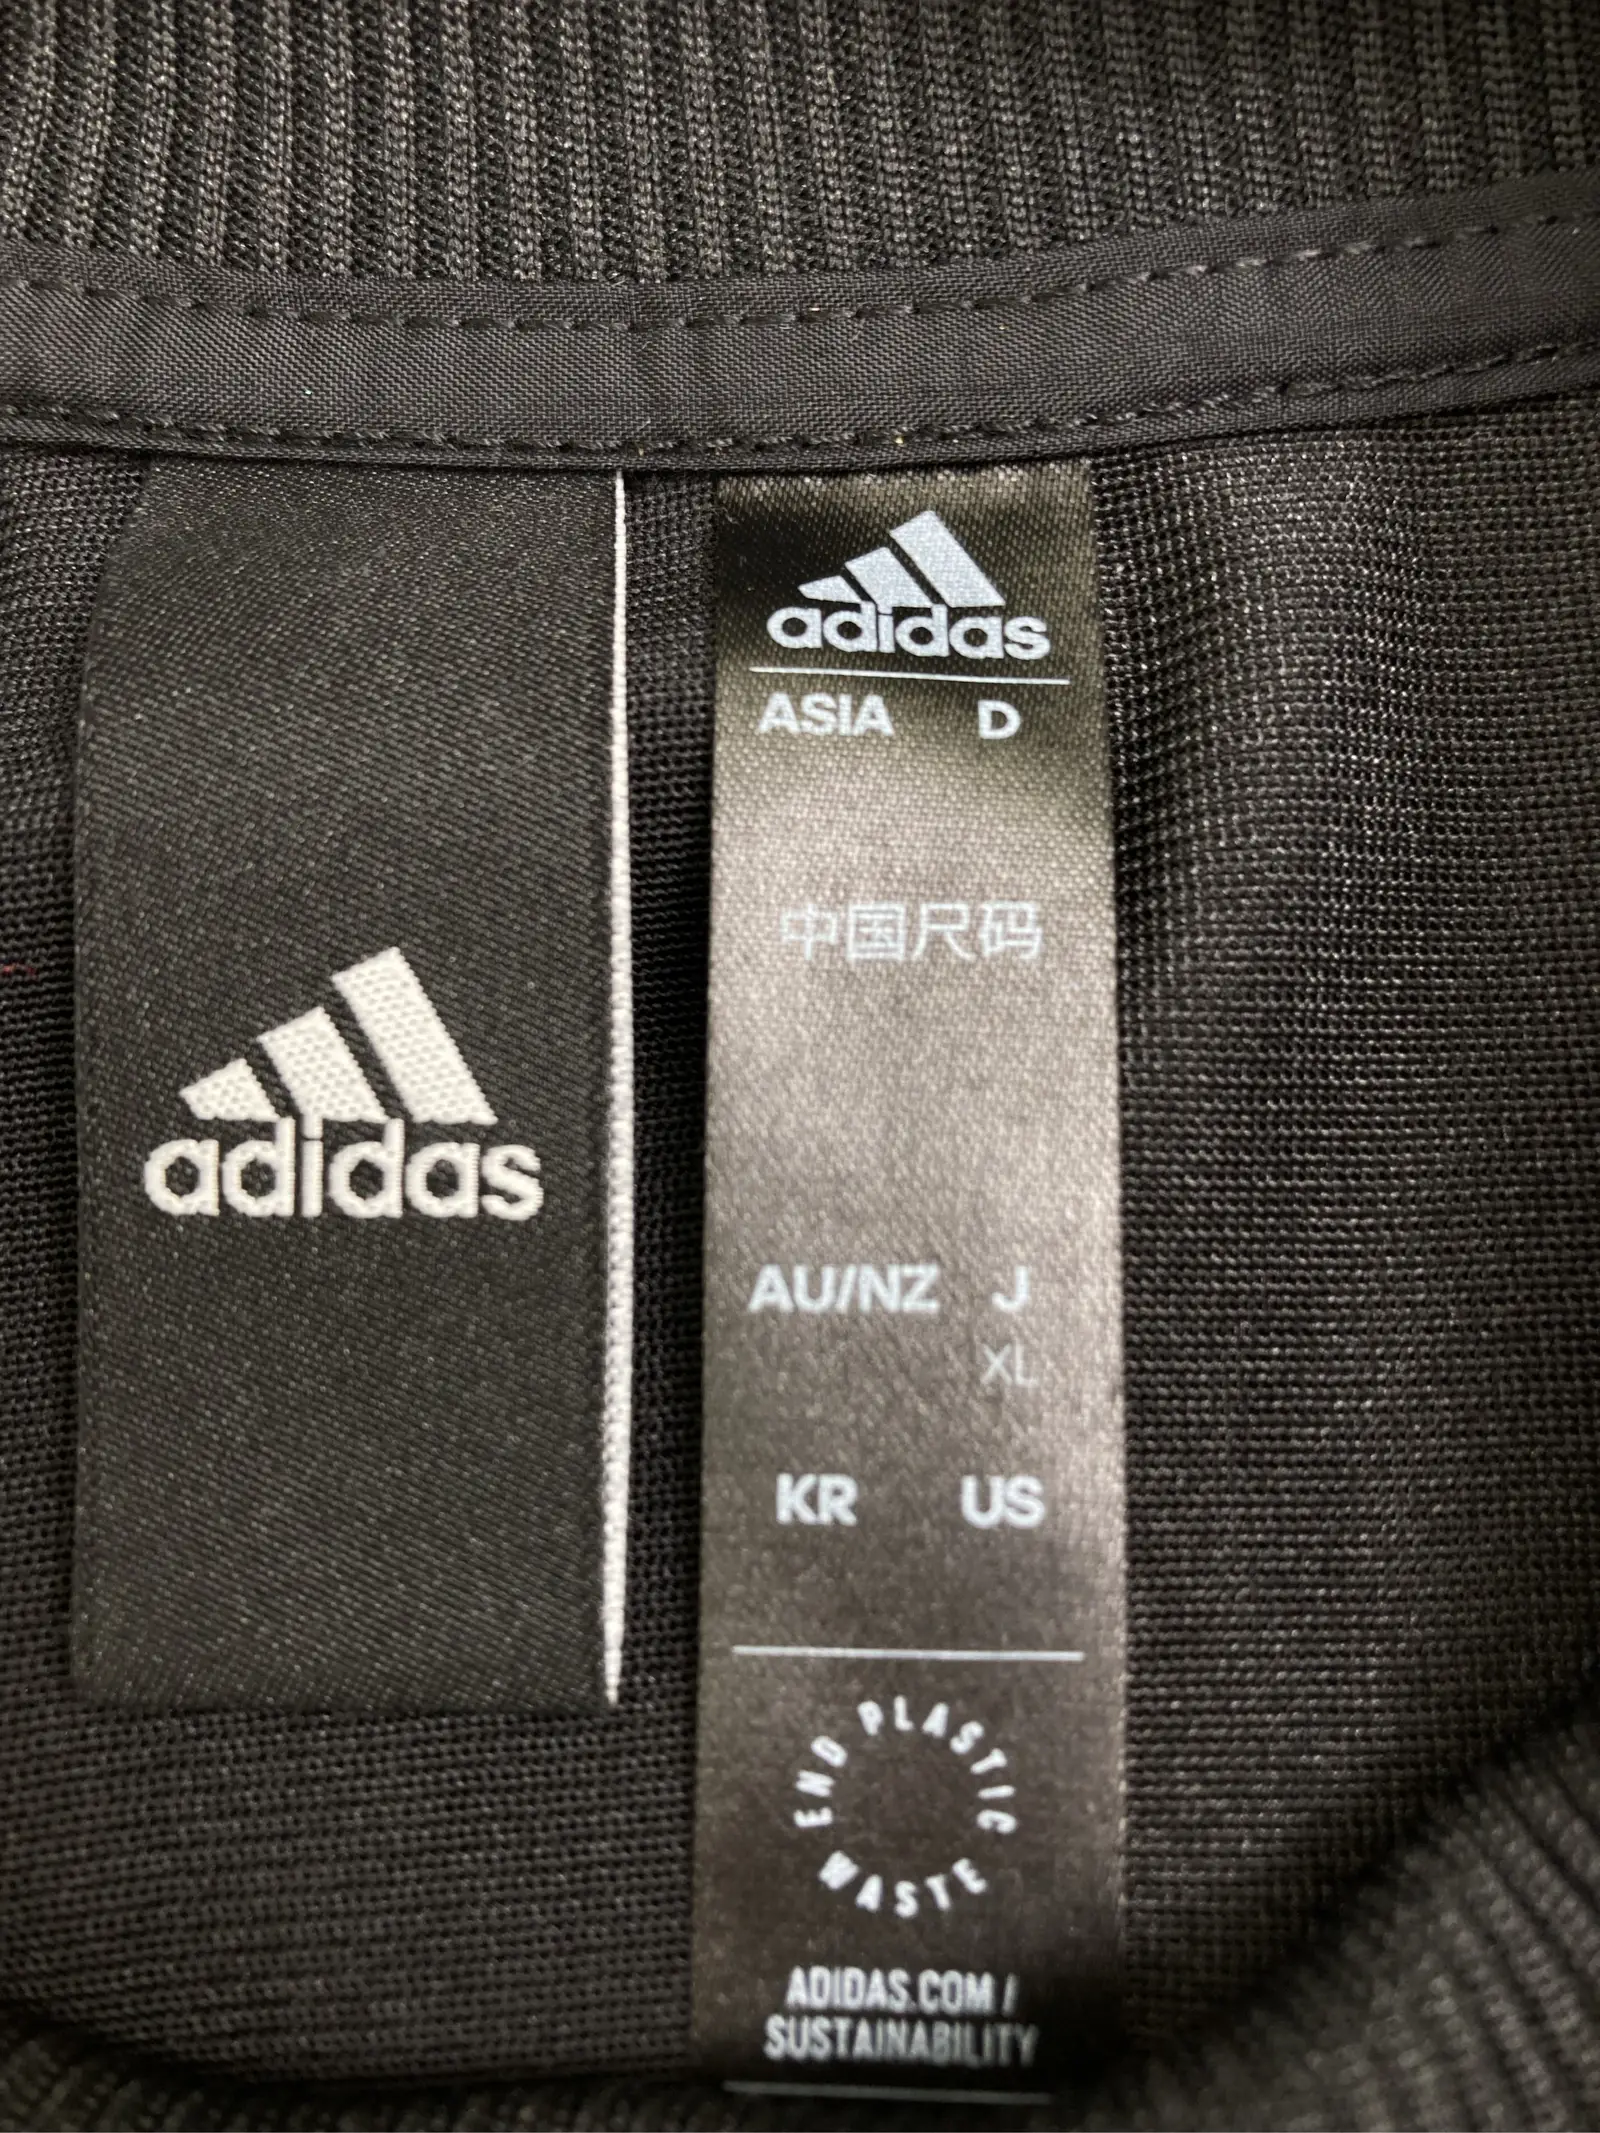 adidas
adidas
ASIA D
中国尺码
AU/NZ J
XL
KR US
END PLASTIC WASTE
ADIDAS.COM /
SUSTAINABILITY